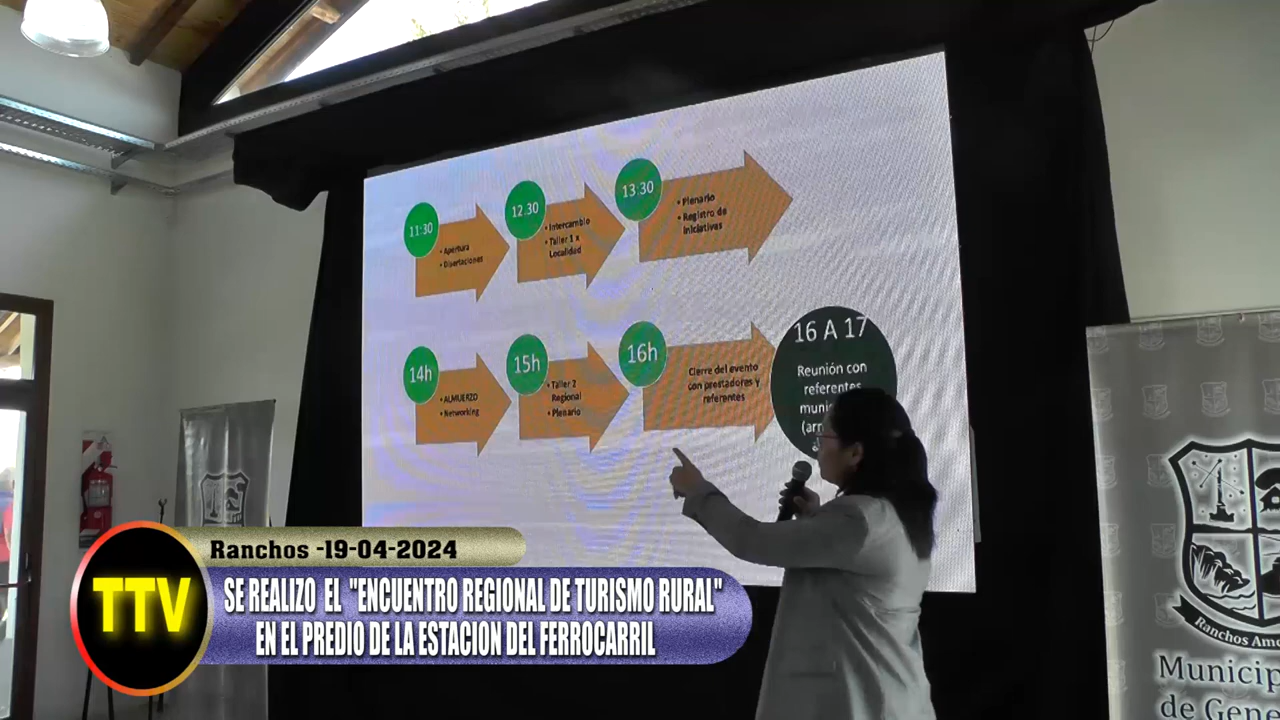 11:30
• Apertura
• Disertaciones
12:30
• Intercambio
• Taller 1 x
Localidad
13:30
• Plenario
• Registro de
iniciativas
14h
• ALMUERZO
• Networking
15h
• Taller 2
Regional
• Plenario
16h
Cierre del evento
con prestadores y
referentes
16 A 17
Reunión con
referentes
Ranchos -19-04-2024
TTV
SE REALIZO EL "ENCUENTRO REGIONAL DE TURISMO RURAL"
EN EL PREDIO DE LA ESTACION DEL FERROCARRIL
Ranchos Amo
Municip
de Gene